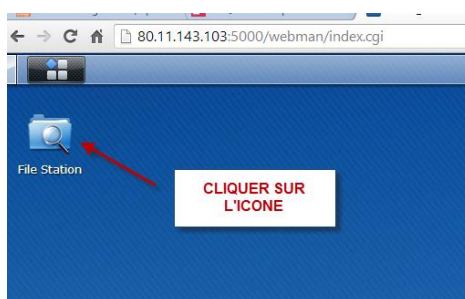 80.11.143.103:5000/webman/index.cgi
File Station
CLIQUER SUR
L'ICONE